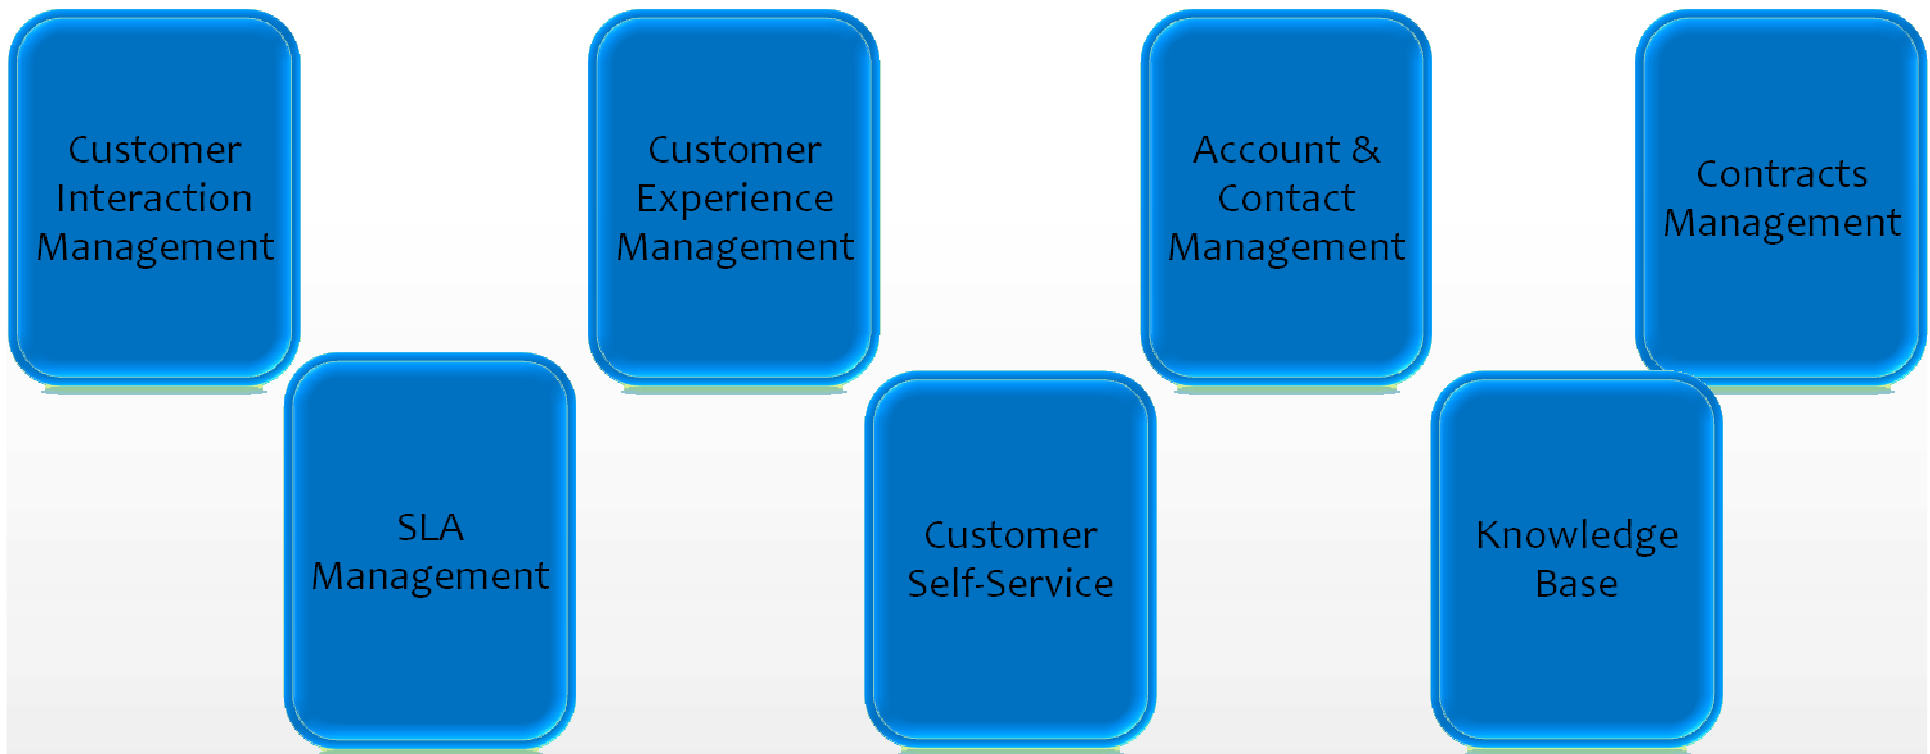 Customer
Interaction
Management
Customer
Experience
Management
Account &
Contact
Management
Contracts
Management
SLA
Management
Customer
Self-Service
Knowledge
Base